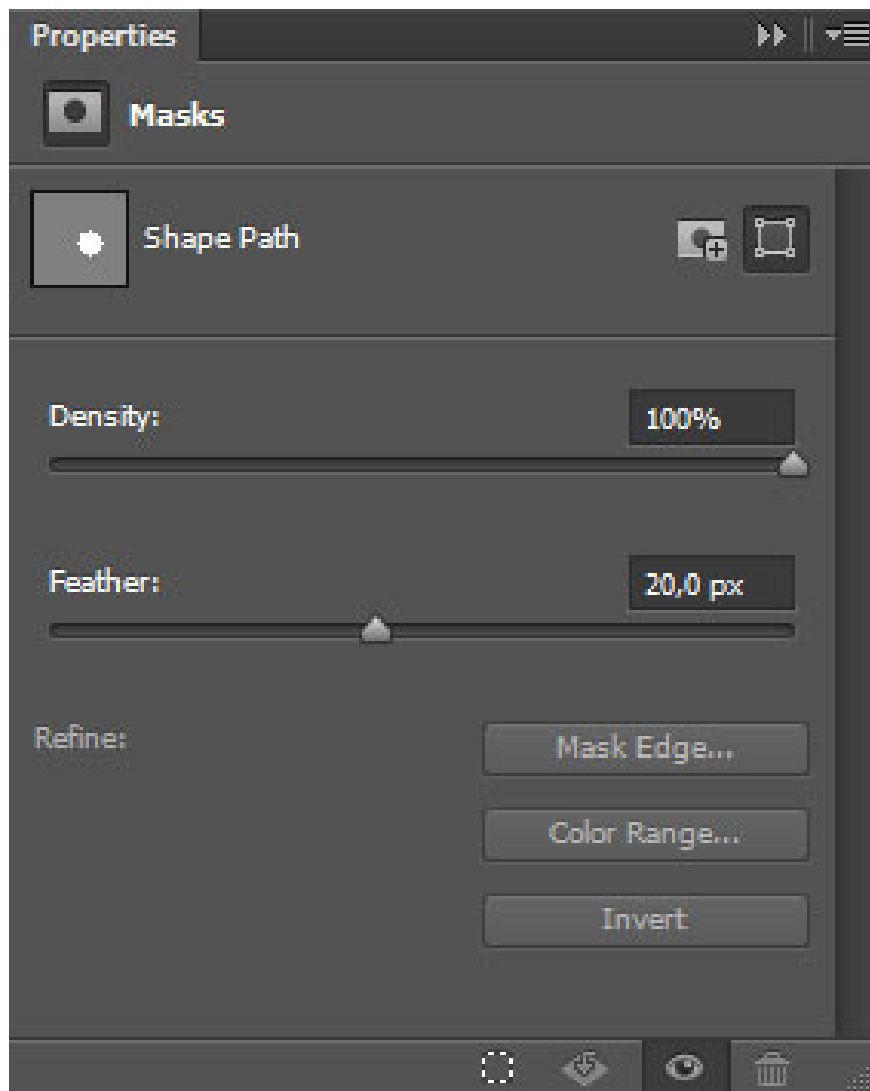 Properties
Masks
Shape Path
Density: 100%
Feather: 20,0 px
Refine: Mask Edge...
Color Range...
Invert